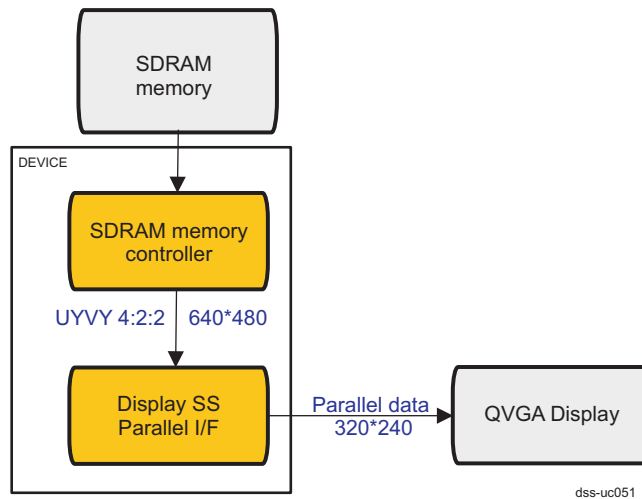 SDRAM
memory
DEVICE
SDRAM memory
controller
UYVY 4:2:2 640*480
Display SS
Parallel I/F
Parallel data
320*240
QVGA Display
dss-uc051